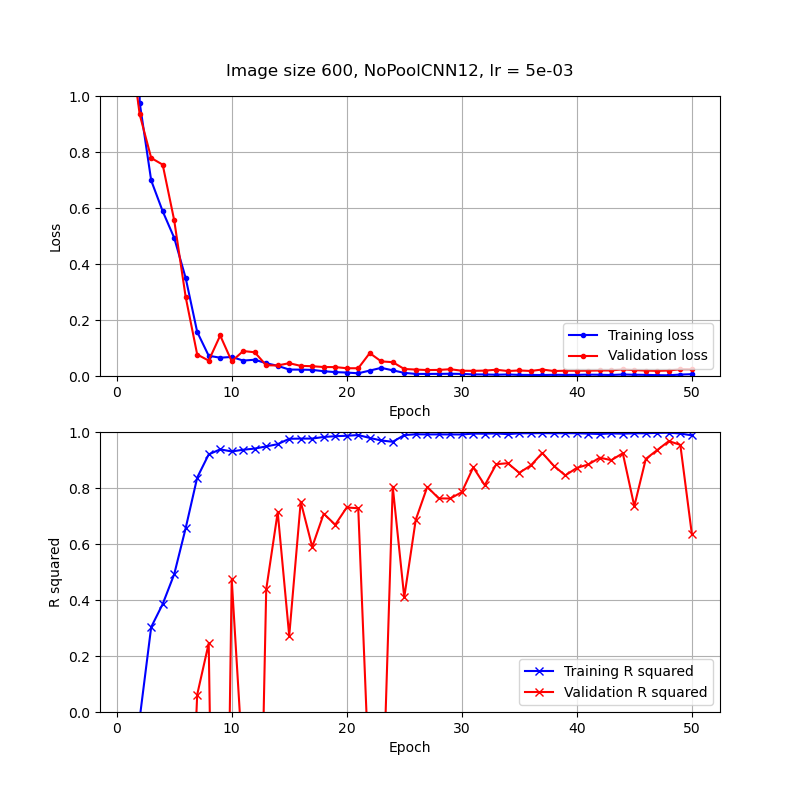 Image size 600, NoPoolCNN12, lr = 5e-03
1.0
0.8
0.6
0.4
0.2
0.0
Loss
0 10 20 30 40 50
Epoch
Training loss
Validation loss
1.0
0.8
0.6
0.4
0.2
0.0
R squared
0 10 20 30 40 50
Epoch
Training R squared
Validation R squared